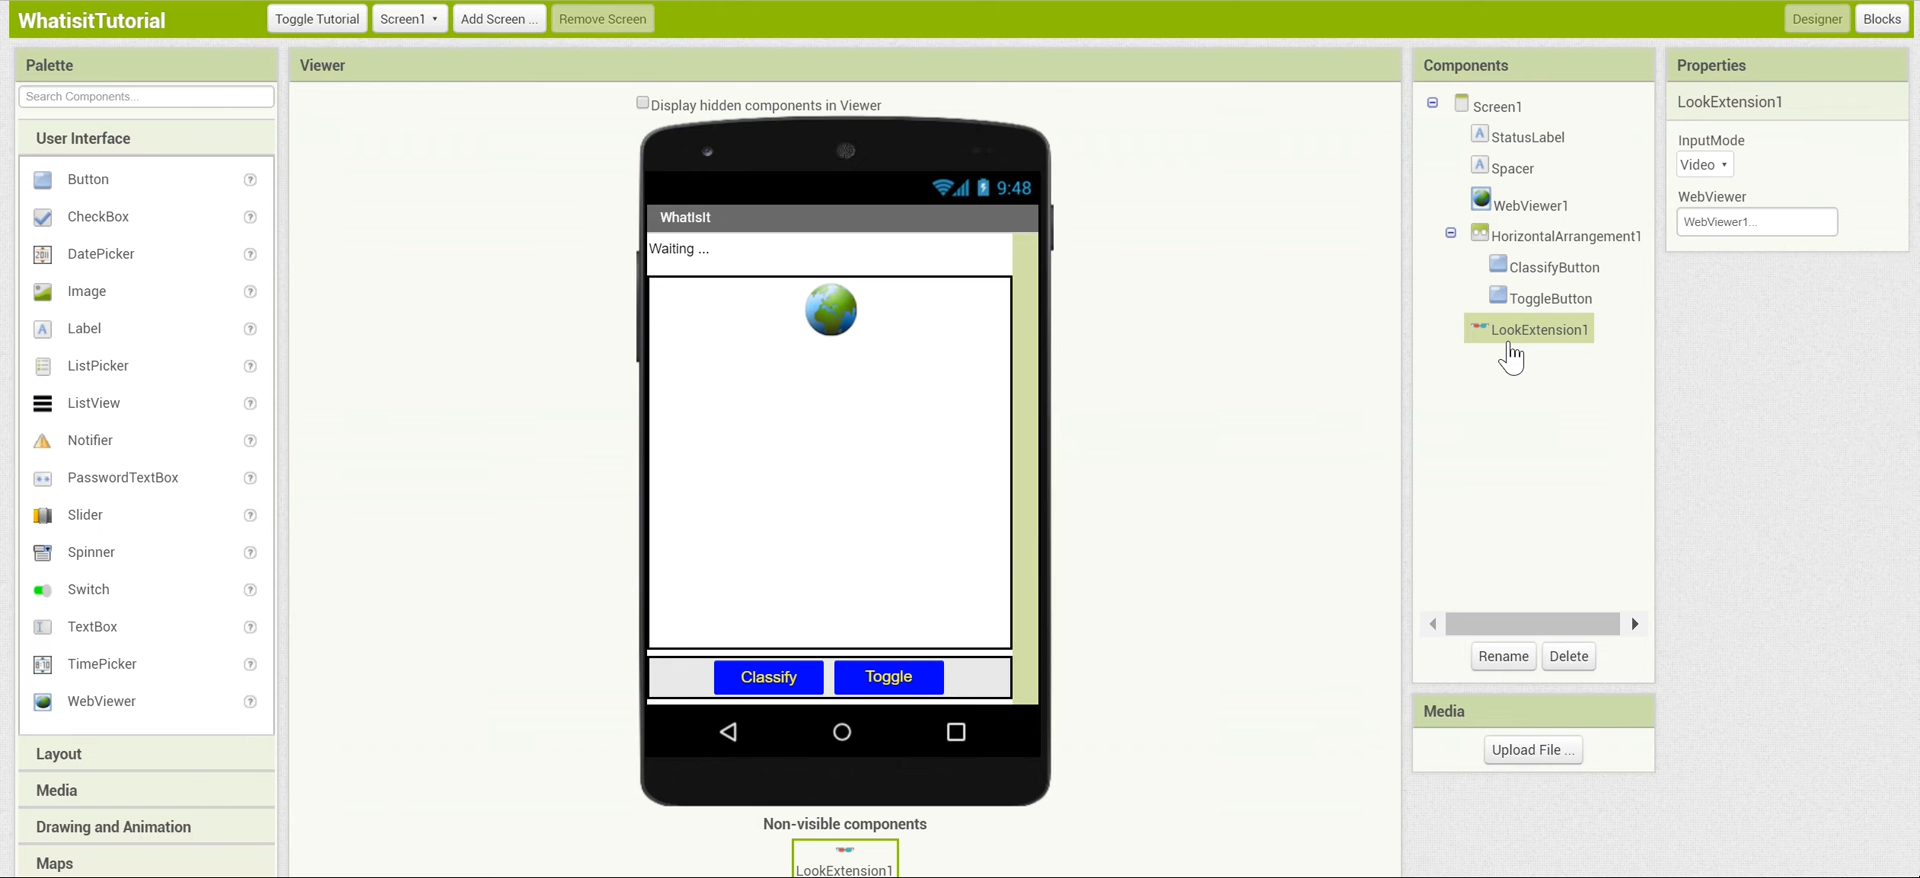 WhatisitTutorial
Toggle Tutorial
Screen1
Add Screen ...
Remove Screen
Designer
Blocks
Palette
Search Components...
User Interface
Button
CheckBox
DatePicker
Image
Label
ListPicker
ListView
Notifier
PasswordTextBox
Slider
Spinner
Switch
TextBox
TimePicker
WebViewer
Layout
Media
Drawing and Animation
Maps
Viewer
Display hidden components in Viewer
9:48
WhatIsIt
Waiting ...
Classify
Toggle
Non-visible components
LookExtension1
Components
Screen1
StatusLabel
Spacer
WebViewer1
HorizontalArrangement1
ClassifyButton
ToggleButton
LookExtension1
Rename
Delete
Media
Upload File ...
Properties
LookExtension1
InputMode
Video
WebViewer
WebViewer1...